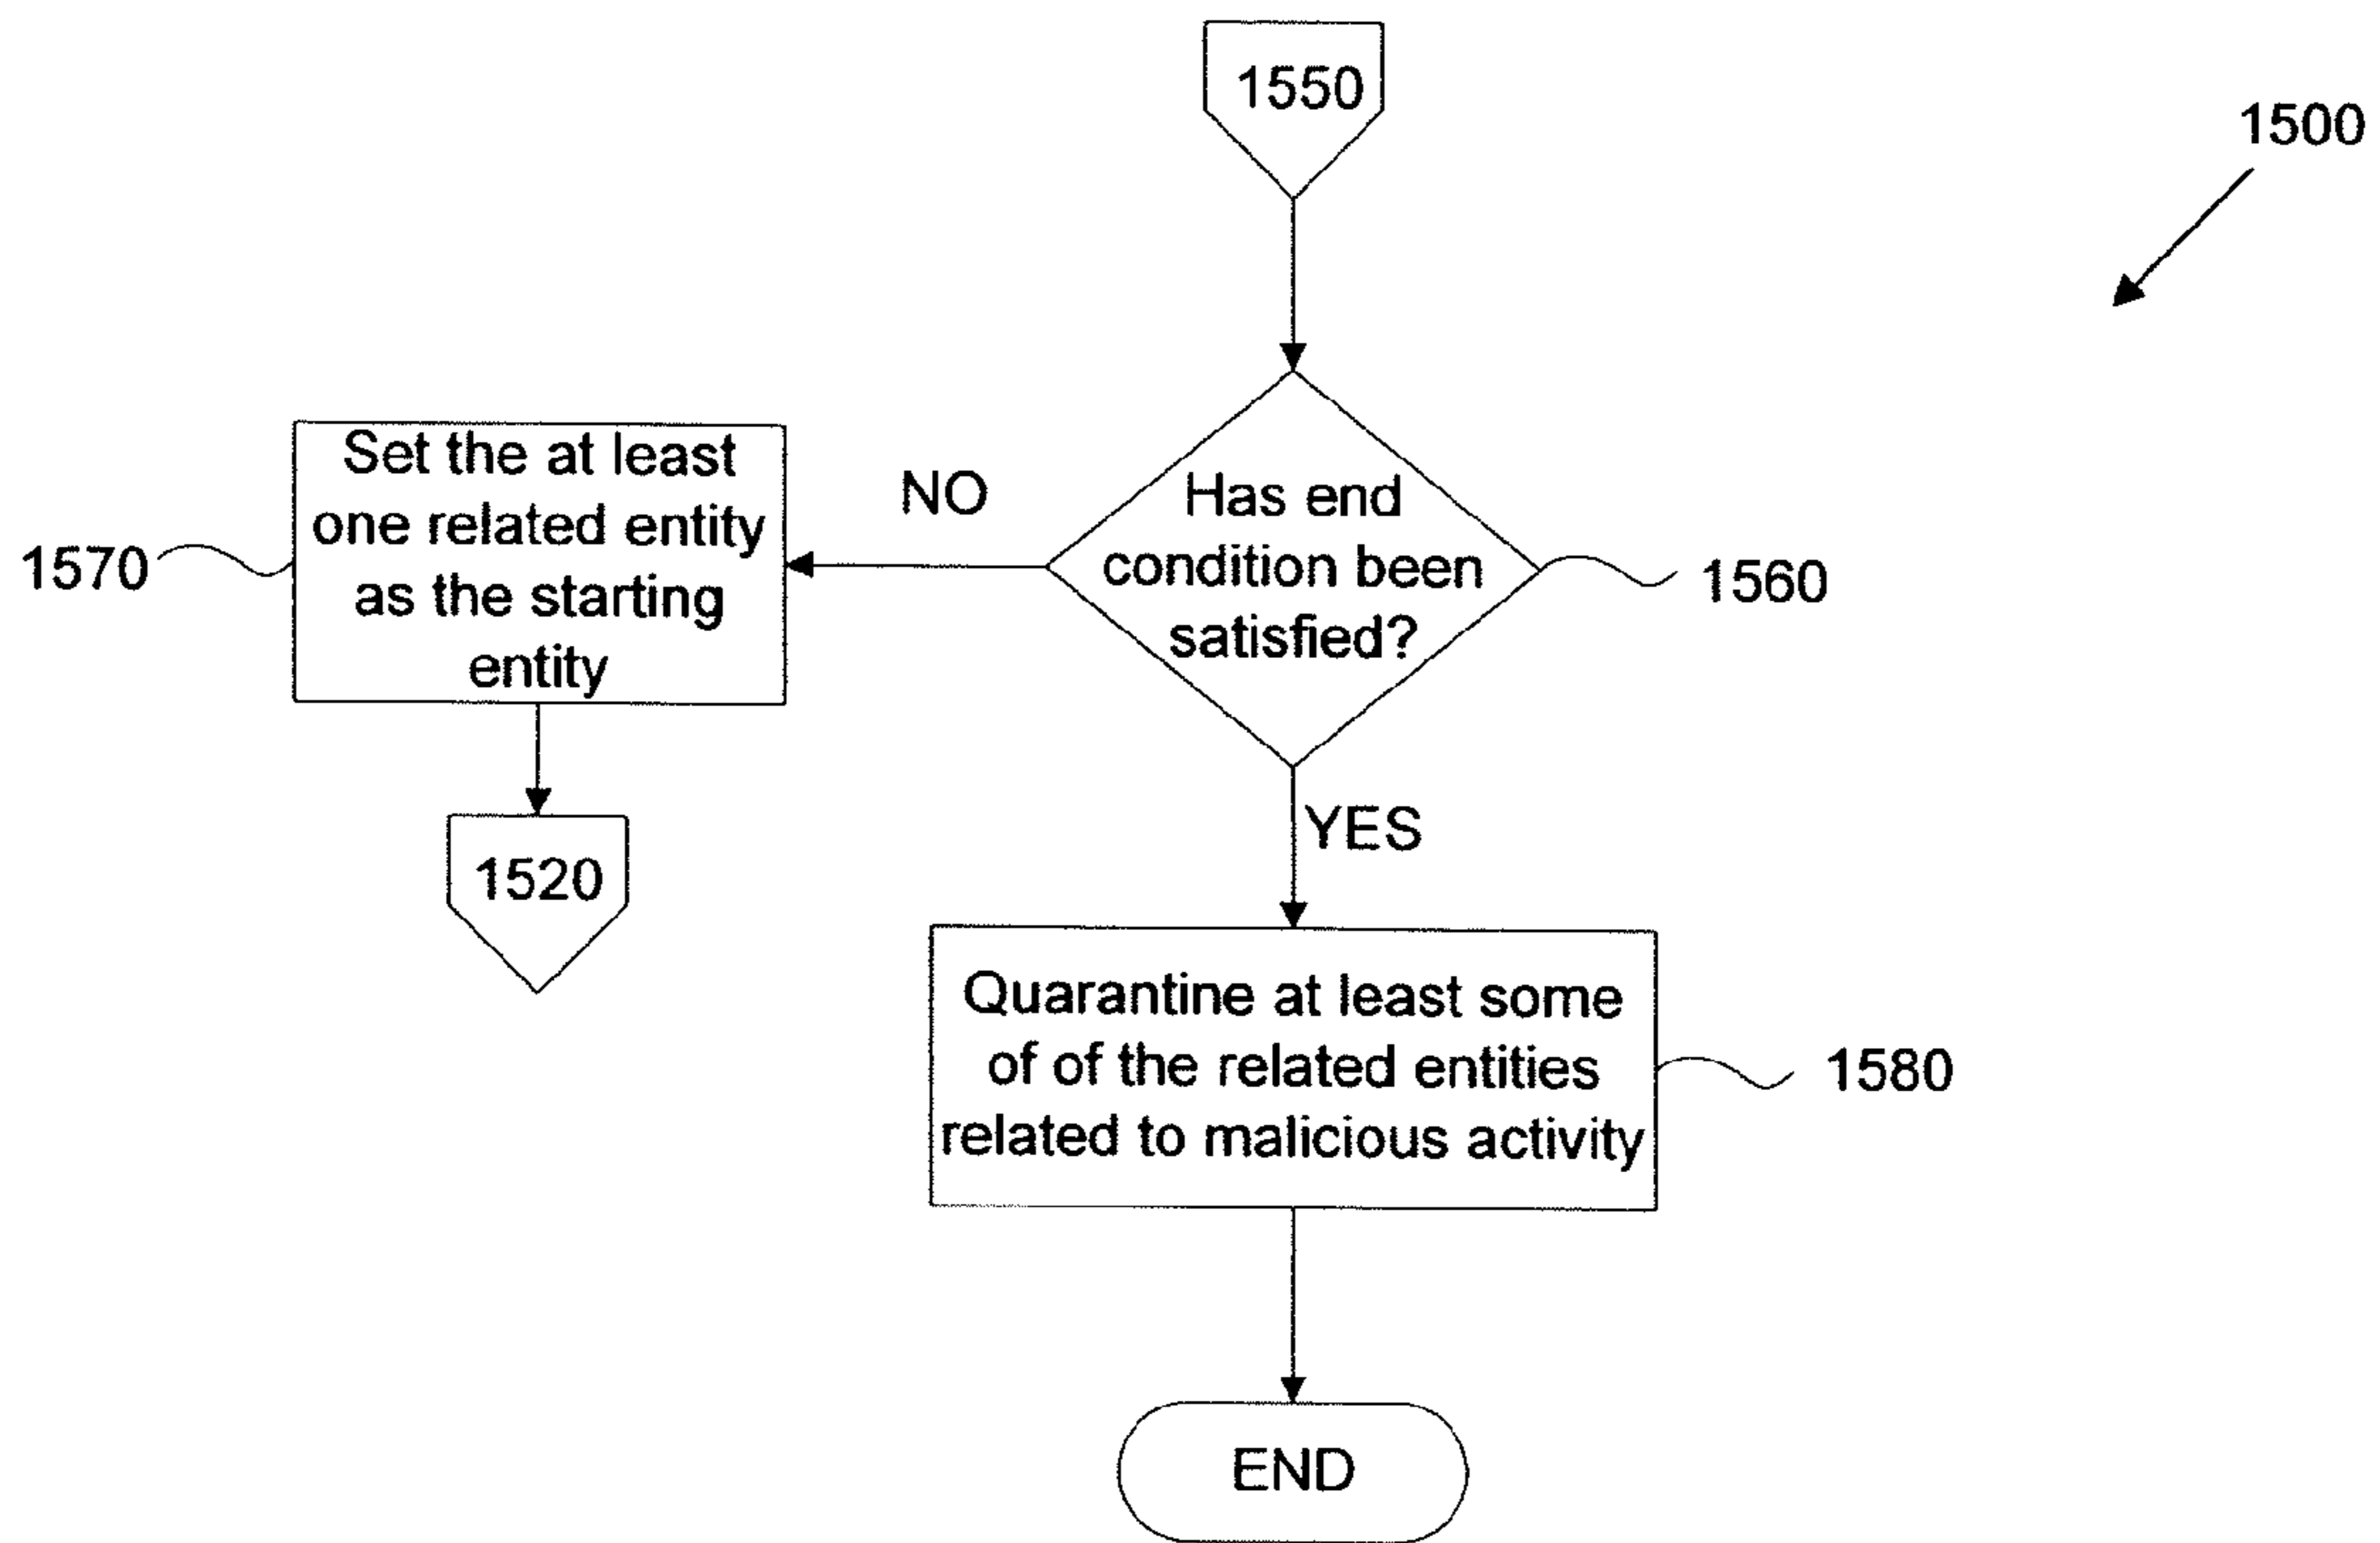 1550
1500
Set the at least
one related entity
as the starting
entity
NO
Has end
condition been
satisfied?
1570
1560
YES
1520
Quarantine at least some
of of the related entities
related to malicious activity
1580
END